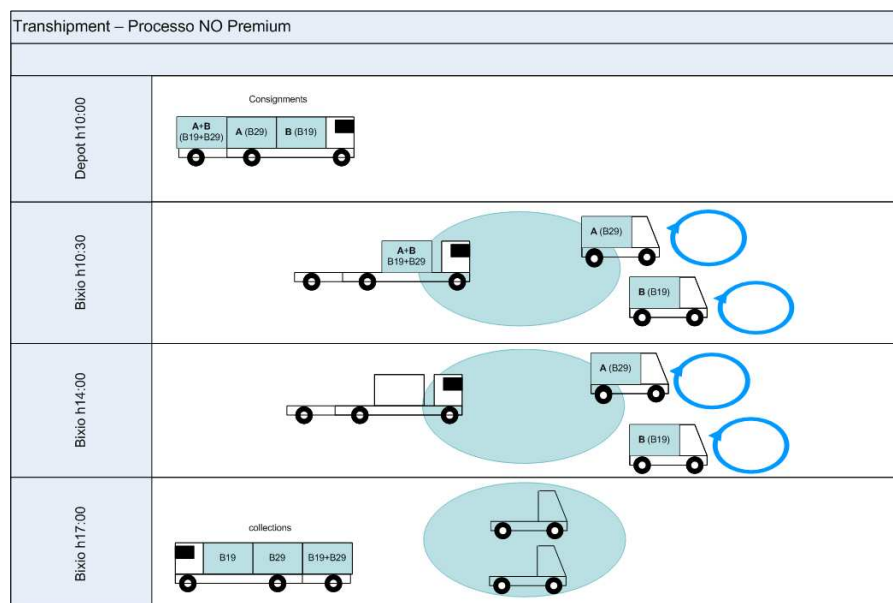 Transhipment – Processo NO Premium
Depot h10:00
Consignments
A+B
(B19+B29)
A (B29)
B (B19)
Bixio h10:30
A+B
B19+B29
A (B29)
B (B19)
Bixio h14:00
A (B29)
B (B19)
Bixio h17:00
collections
B19
B29
B19+B29